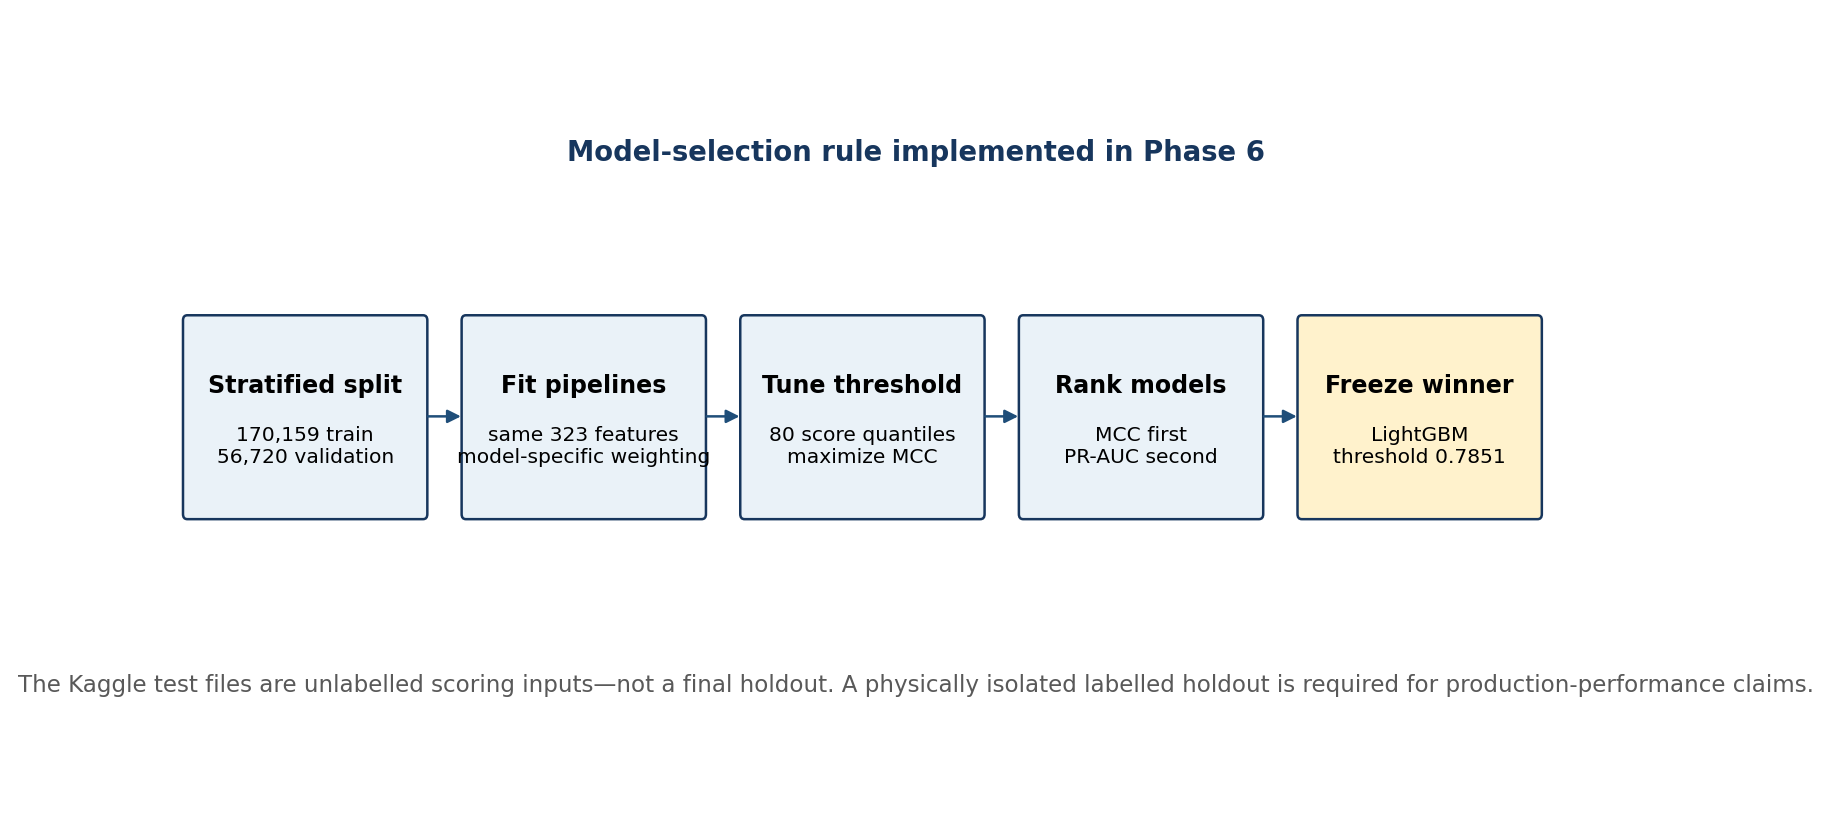 Model-selection rule implemented in Phase 6
Stratified split
170,159 train
56,720 validation
Fit pipelines
same 323 features
model-specific weighting
Tune threshold
80 score quantiles
maximize MCC
Rank models
MCC first
PR-AUC second
Freeze winner
LightGBM
threshold 0.7851
The Kaggle test files are unlabelled scoring inputs—not a final holdout. A physically isolated labelled holdout is required for production-performance claims.